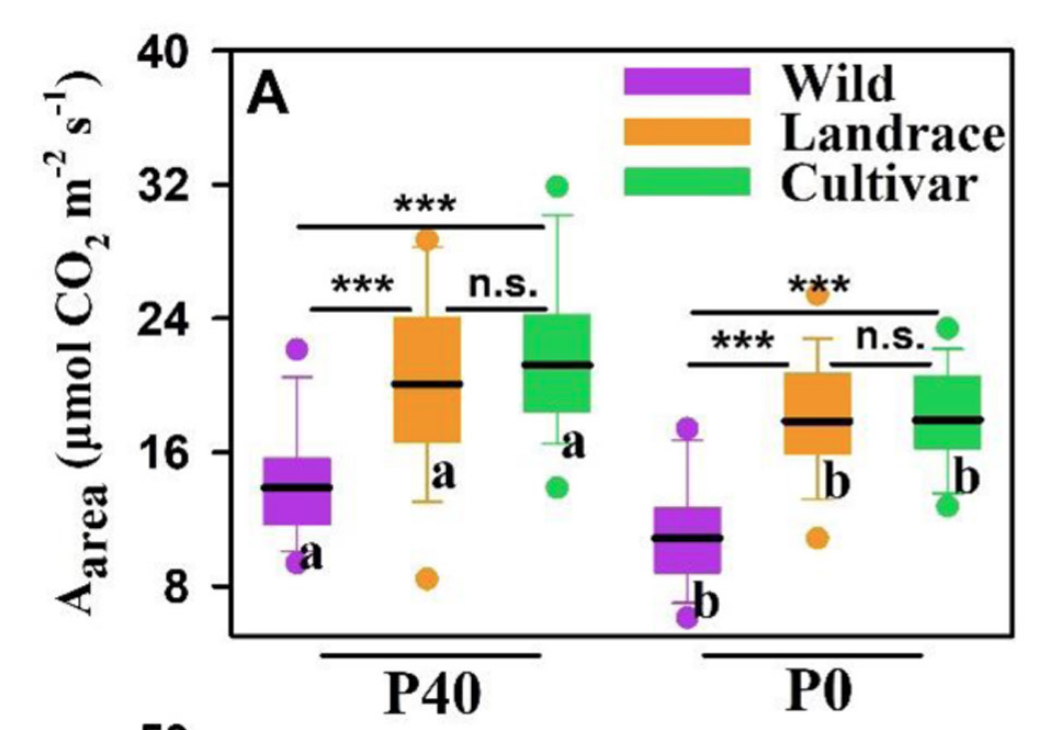 40
A
Wild
Landrace
Cultivar
32
24
16
8
Aarea (µmol CO2 m-2 s-1)
***
***
n.s.
***
***
n.s.
a
a
a
b
b
b
P40
P0